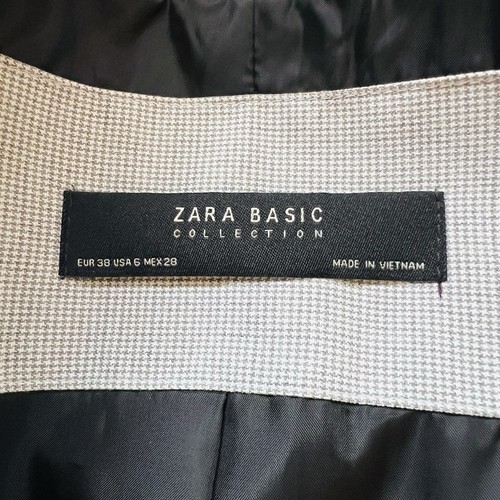 ZARA BASIC
COLLECTION
EUR 38 USA 6 MEX 28 MADE IN VIETNAM